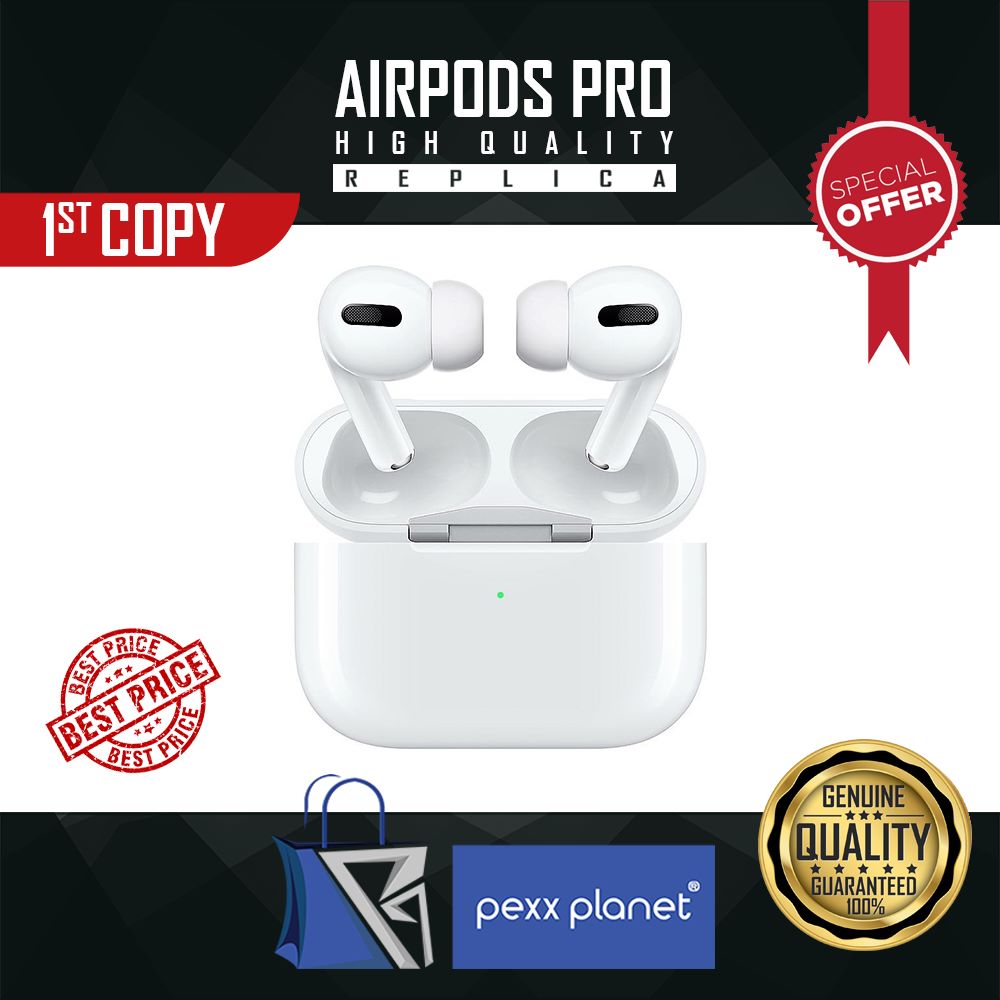 AIRPODS PRO
HIGH QUALITY
REPLICA
1ST COPY
SPECIAL
OFFER
BEST PRICE
BEST PRICE
BEST PRICE
GENUINE
QUALITY
GUARANTEED
100%
pexx planet®